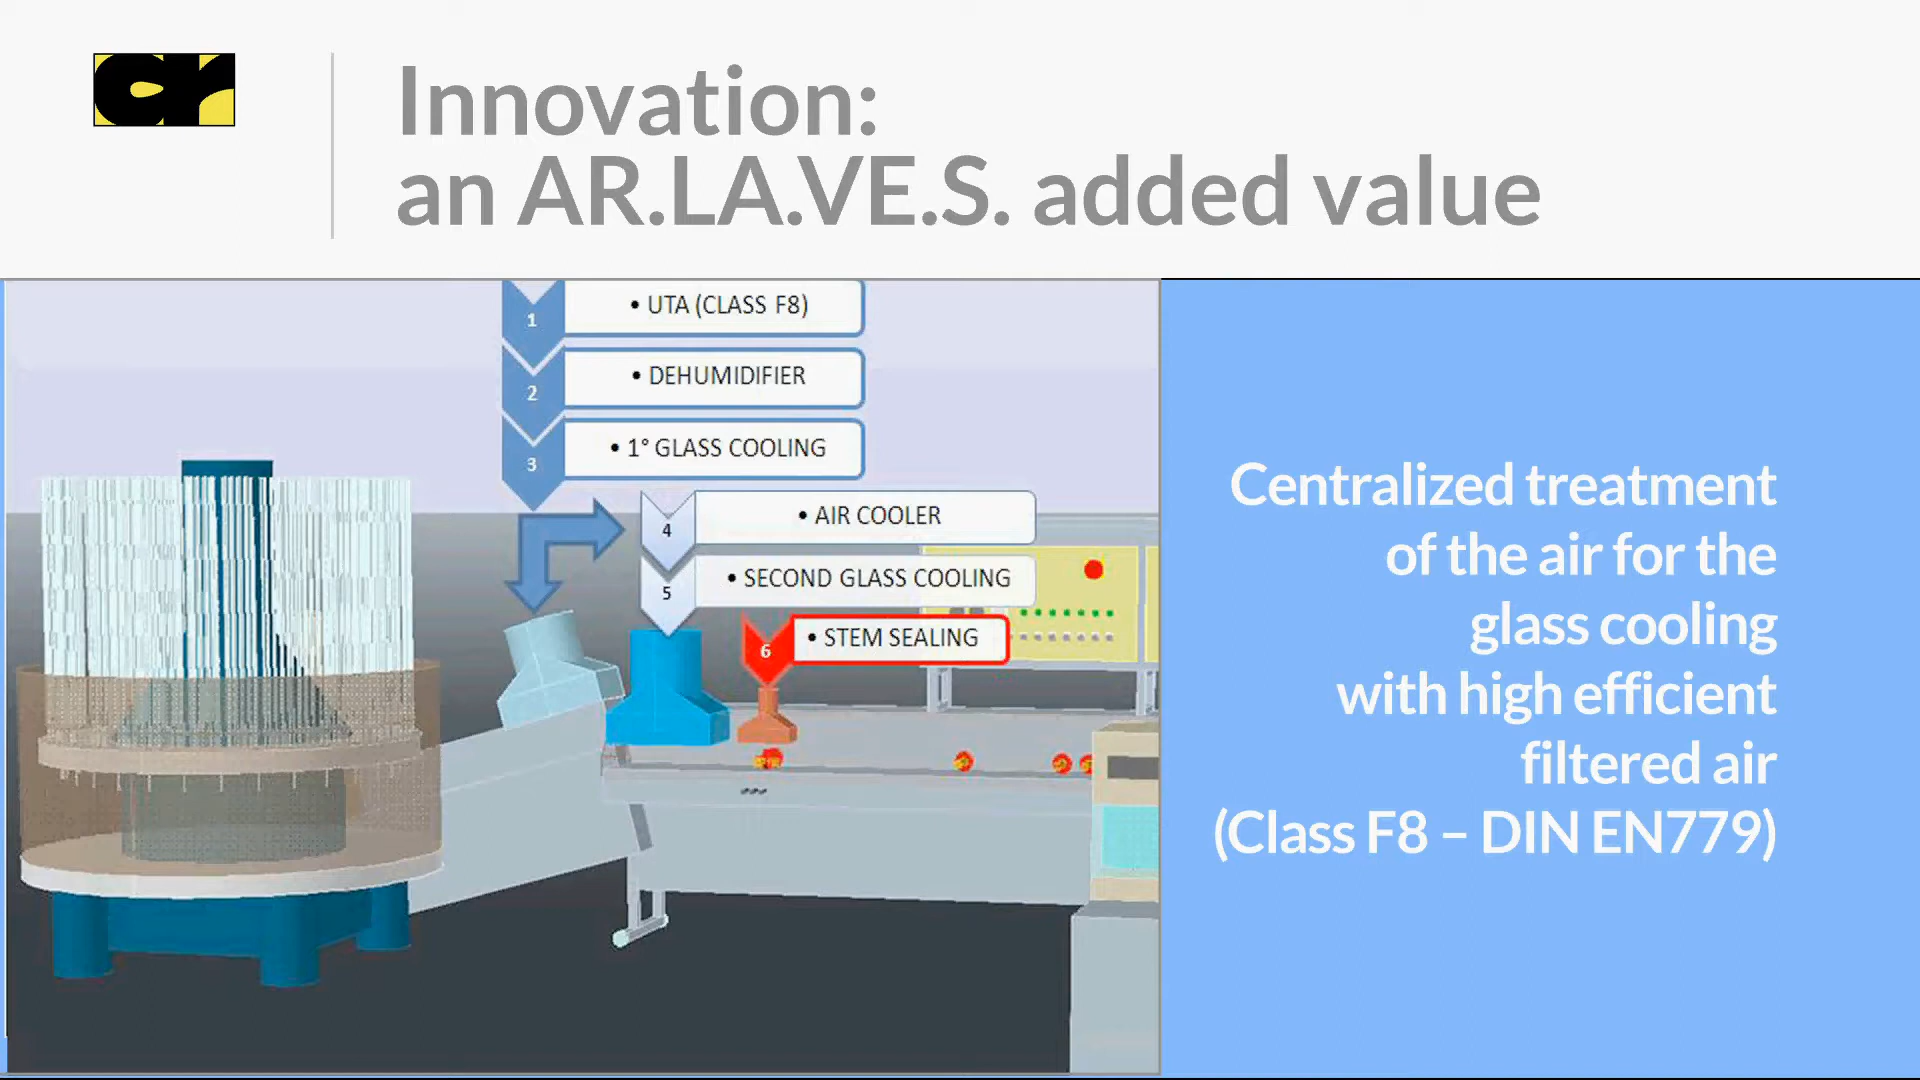 ar
Innovation:
an AR.LA.VE.S. added value
1
• UTA (CLASS F8)
2
• DEHUMIDIFIER
3
• 1° GLASS COOLING
4
• AIR COOLER
5
• SECOND GLASS COOLING
6
• STEM SEALING
Centralized treatment
of the air for the
glass cooling
with high efficient
filtered air
(Class F8 – DIN EN779)